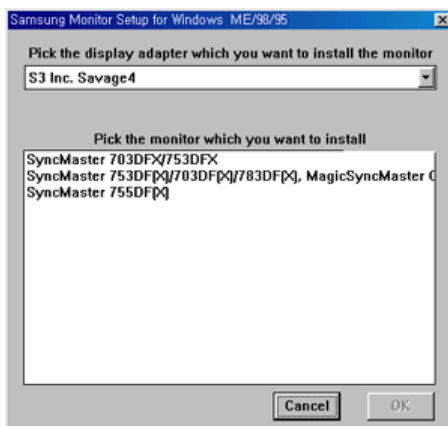 Samsung Monitor Setup for Windows ME/98/95
Pick the display adapter which you want to install the monitor
S3 Inc. Savage4
Pick the monitor which you want to install
SyncMaster 703DFX/753DFX
SyncMaster 753DF(X)/703DF(X)/783DF(X), MagicSyncMaster C
SyncMaster 755DF(X)
Cancel
OK